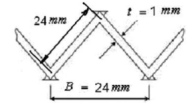 24 mm
t = 1 mm
B = 24 mm